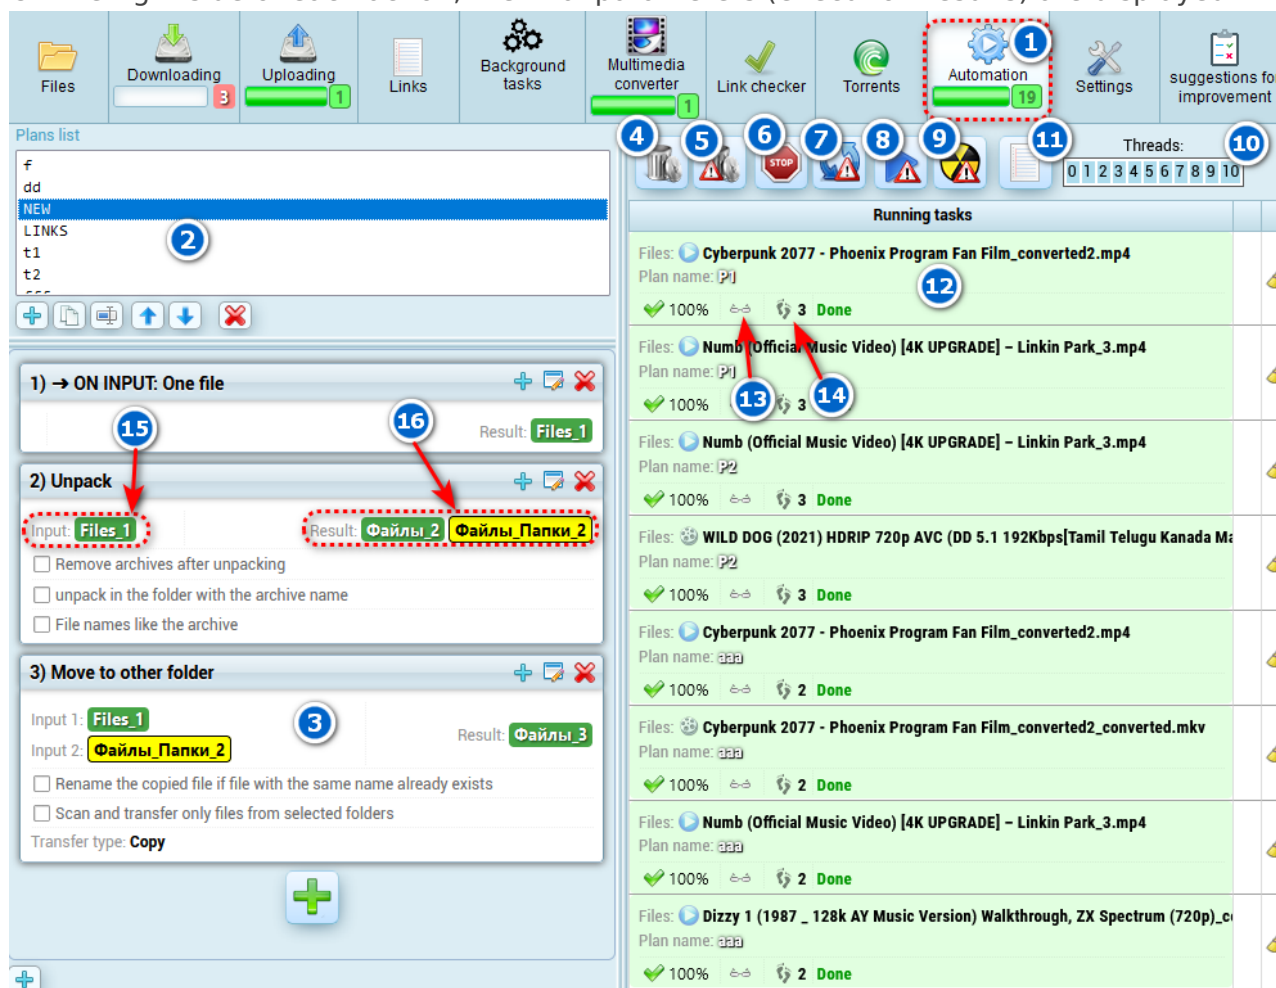 Files
Downloading
3
Uploading
1
Links
Background
tasks
Multimedia
converter
1
Link checker
Torrents
Automation
19
1
Settings
suggestions fo
improvement
Plans list
f
dd
NEW
LINKS
t1
t2
2
4
5
6
STOP
7
8
9
11
Threads:
10
0 1 2 3 4 5 6 7 8 9 10
1) → ON INPUT: One file
Result: Files_1
15
16
2) Unpack
Input: Files_1
Result: Файлы_2 Файлы_Папки_2
Remove archives after unpacking
unpack in the folder with the archive name
File names like the archive
3) Move to other folder
Input 1: Files_1
Input 2: Файлы_Папки_2
3
Result: Файлы_3
Rename the copied file if file with the same name already exists
Scan and transfer only files from selected folders
Transfer type: Copy
Running tasks
Files: Cyberpunk 2077 - Phoenix Program Fan Film_converted2.mp4
Plan name: P1
12
100% 3 Done
Files: Numb (Official Music Video) [4K UPGRADE] – Linkin Park_3.mp4
Plan name: P1
100% 3
13
14
Files: Numb (Official Music Video) [4K UPGRADE] – Linkin Park_3.mp4
Plan name: P2
100% 3 Done
Files: WILD DOG (2021) HDRIP 720p AVC (DD 5.1 192Kbps[Tamil Telugu Kanada Ma
Plan name: P2
100% 3 Done
Files: Cyberpunk 2077 - Phoenix Program Fan Film_converted2.mp4
Plan name: aaa
100% 2 Done
Files: Cyberpunk 2077 - Phoenix Program Fan Film_converted2_converted.mkv
Plan name: aaa
100% 2 Done
Files: Numb (Official Music Video) [4K UPGRADE] – Linkin Park_3.mp4
Plan name: aaa
100% 2 Done
Files: Dizzy 1 (1987 _ 128k AY Music Version) Walkthrough, ZX Spectrum (720p)_c
Plan name: aaa
100% 2 Done